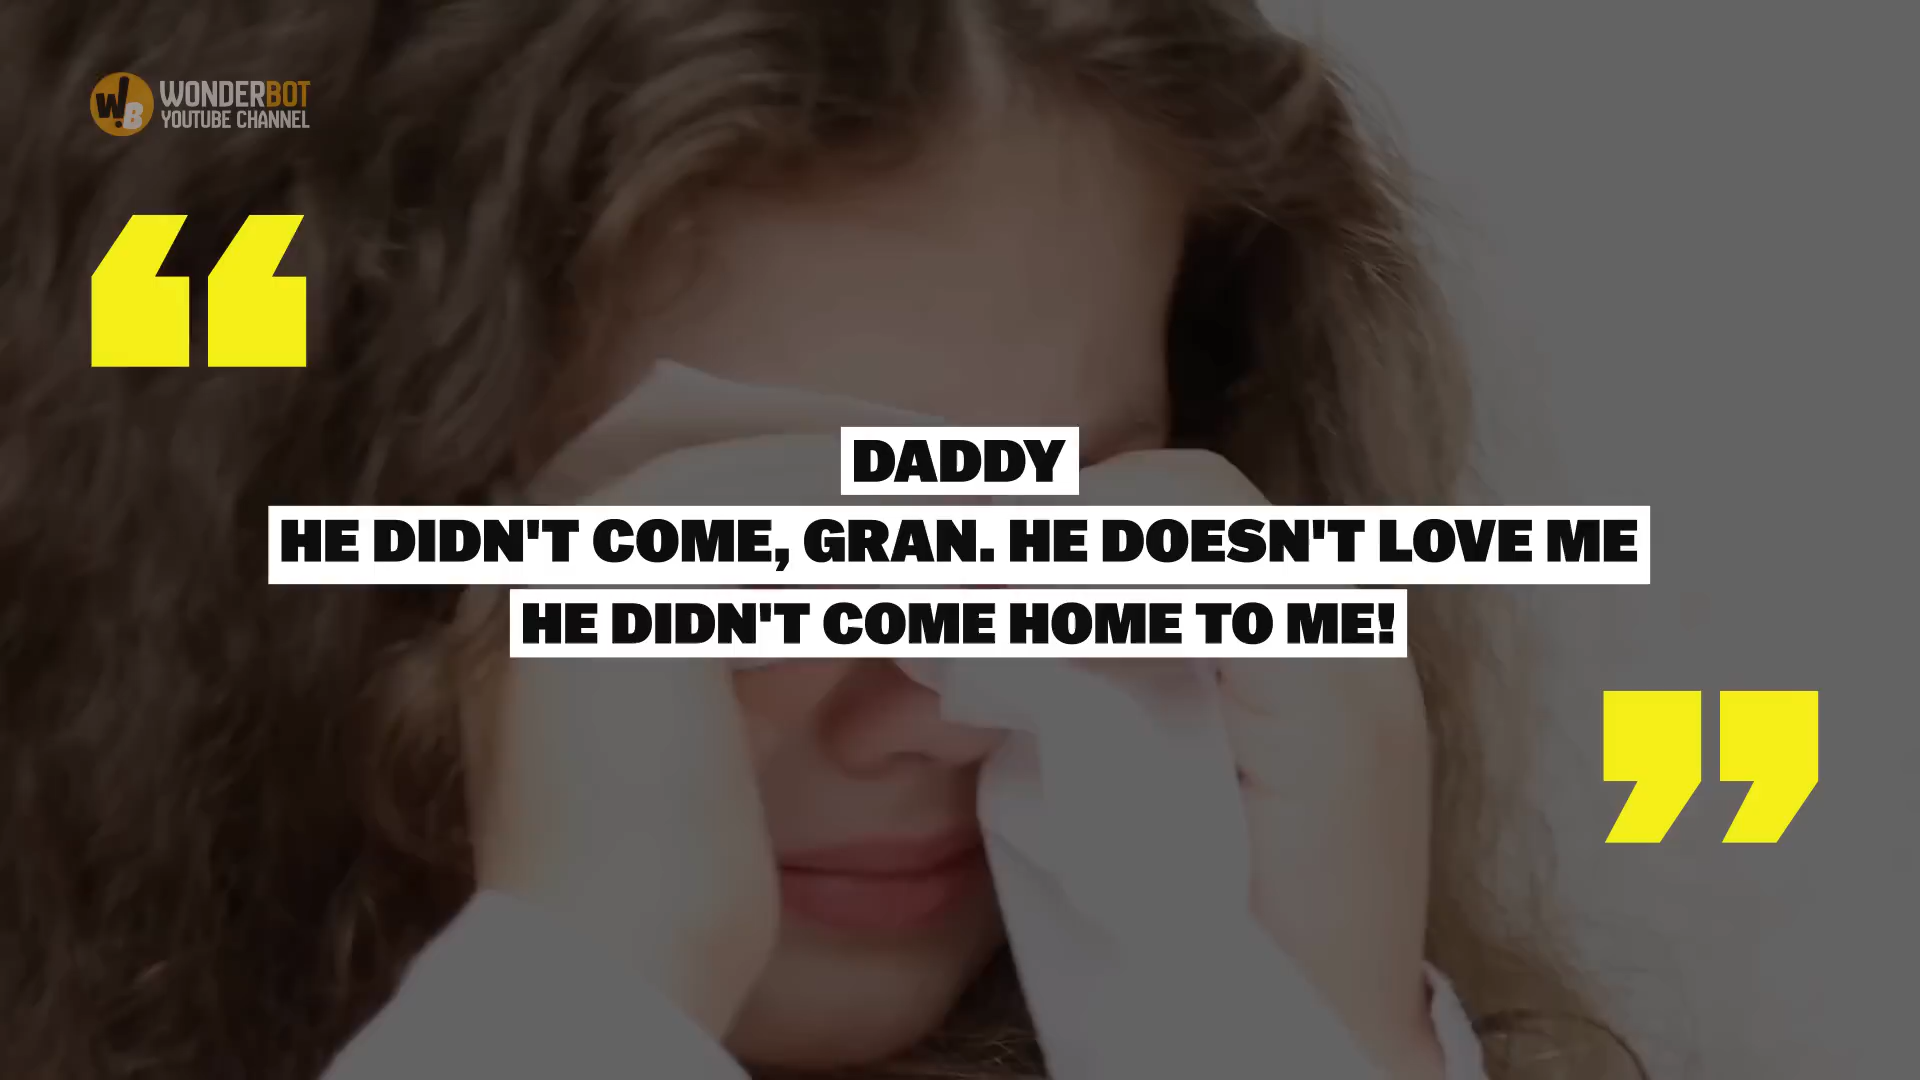 W!B WONDERBOT
YOUTUBE CHANNEL
“
DADDY
HE DIDN'T COME, GRAN. HE DOESN'T LOVE ME
HE DIDN'T COME HOME TO ME!
”